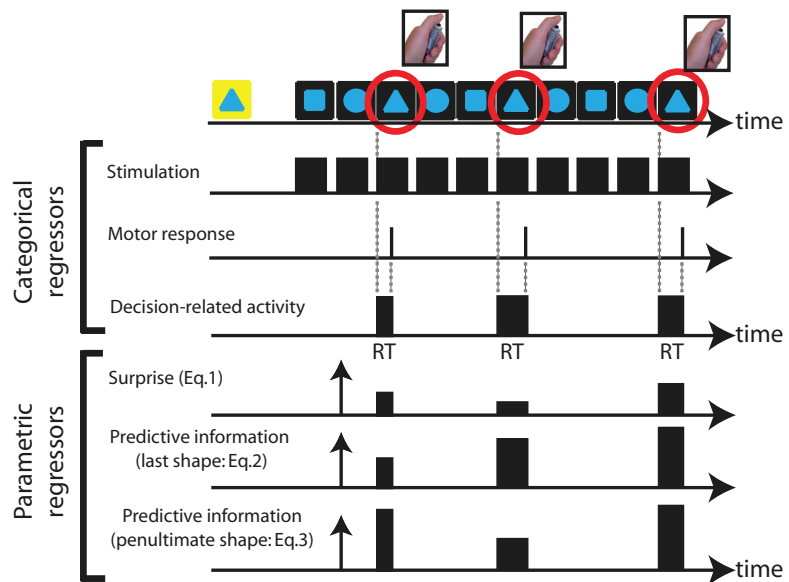 time
Categorical
regressors
Stimulation
Motor response
Decision-related activity
time
RT RT RT
Parametric
regressors
Surprise (Eq.1)
Predictive information
(last shape: Eq.2)
Predictive information
(penultimate shape: Eq.3)
time